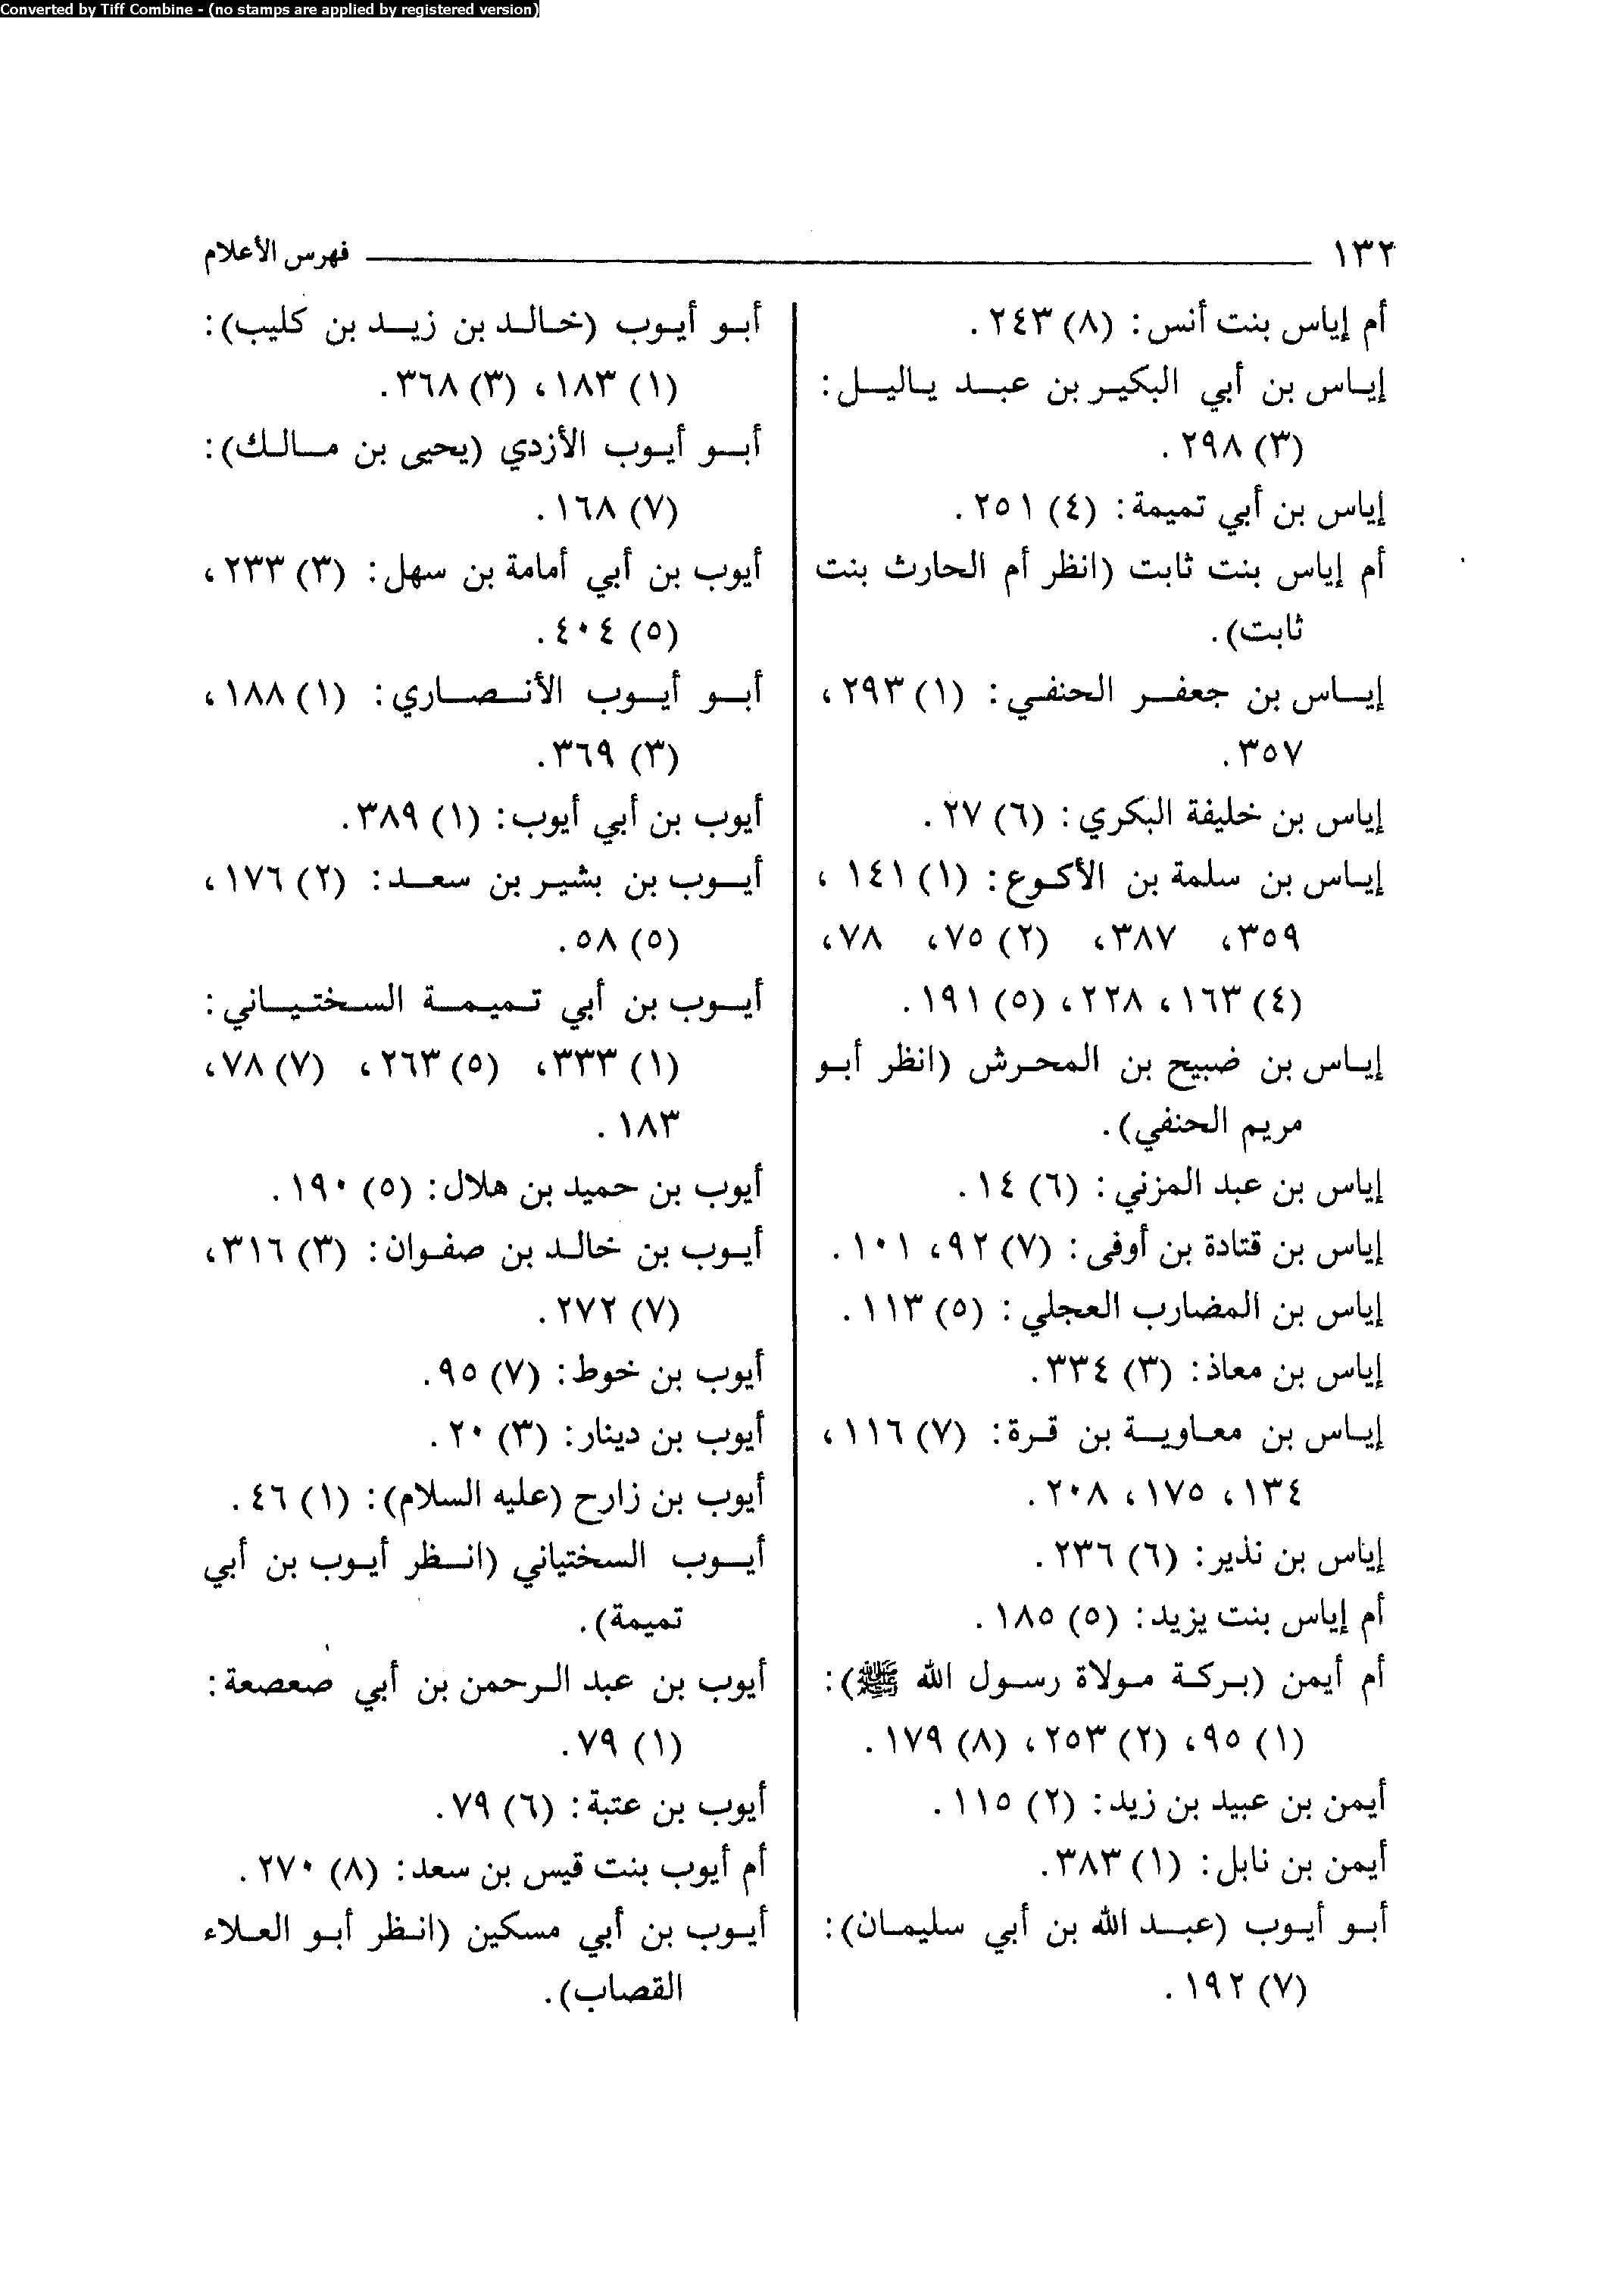 Converted by Tiff Combine - (no stamps are applied by registered version)
١٣٢
فهرس الأعلام
أم إياس بنت أنس: (٨) ٢٤٣.
إياس بن أبي البكير بن عبد ياليل:
(٣) ٢٩٨.
إياس بن أبي تميمة: (٤) ٢٥١.
أم إياس بنت ثابت (انظر أم الحارث بنت
ثابت).
إياس بن جعفر الحنفي: (١) ٢٩٣،
٣٥٧.
إياس بن خليفة البكري: (٦) ٢٧.
إياس بن سلمة بن الأكوع: (١) ١٤١،
٣٥٩، ٣٨٧، (٢) ٧٥، ٧٨،
(٤) ١٦٣، ٢٢٨، (٥) ١٩١.
إياس بن ضبيح بن المحرش (انظر أبو
مريم الحنفي).
إياس بن عبد المزني: (٦) ١٤.
إياس بن قتادة بن أوفى: (٧) ٩٢، ١٠١.
إياس بن المضارب العجلي: (٥) ١١٣.
إياس بن معاذ: (٣) ٣٣٤.
إياس بن معاوية بن قرة: (٧) ١١٦،
١٣٤، ١٧٥، ٢٠٨.
إياس بن نذير: (٦) ٢٣٦.
أم إياس بنت يزيد: (٥) ١٨٥.
أم أيمن (بركة مولاة رسول الله ﷺ):
(١) ٩٥، (٢) ٢٥٣، (٨) ١٧٩.
أيمن بن عبيد بن زيد: (٢) ١١٥.
أيمن بن نابل: (١) ٣٨٣.
أبو أيوب (عبد الله بن أبي سليمان):
(٧) ١٩٢.
أبو أيوب (خالد بن زيد بن كليب):
(١) ١٨٣، (٣) ٣٦٨.
أبو أيوب الأزدي (يحيى بن مالك):
(٧) ١٦٨.
أيوب بن أبي أمامة بن سهل: (٣) ٢٣٣،
(٥) ٤٠٤.
أبو أيوب الأنصاري: (١) ١٨٨،
(٣) ٣٦٩.
أيوب بن أبي أيوب: (١) ٣٨٩.
أيوب بن بشير بن سعد: (٢) ١٧٦،
(٥) ٥٨.
أيوب بن أبي تميمة السختياني:
(١) ٣٣٣، (٥) ٢٦٣، (٧) ٧٨،
١٨٣.
أيوب بن حميد بن هلال: (٥) ١٩٠.
أيوب بن خالد بن صفوان: (٣) ٣١٦،
(٧) ٢٧٢.
أيوب بن خوط: (٧) ٩٥.
أيوب بن دينار: (٣) ٢٠.
أيوب بن زارح (عليه السلام): (١) ٤٦.
أيوب السختياني (انظر أيوب بن أبي
تميمة).
أيوب بن عبد الرحمن بن أبي صعصعة:
(١) ٧٩.
أيوب بن عتبة: (٦) ٧٩.
أم أيوب بنت قيس بن سعد: (٨) ٢٧٠.
أيوب بن أبي مسكين (انظر أبو العلاء
القصاب).